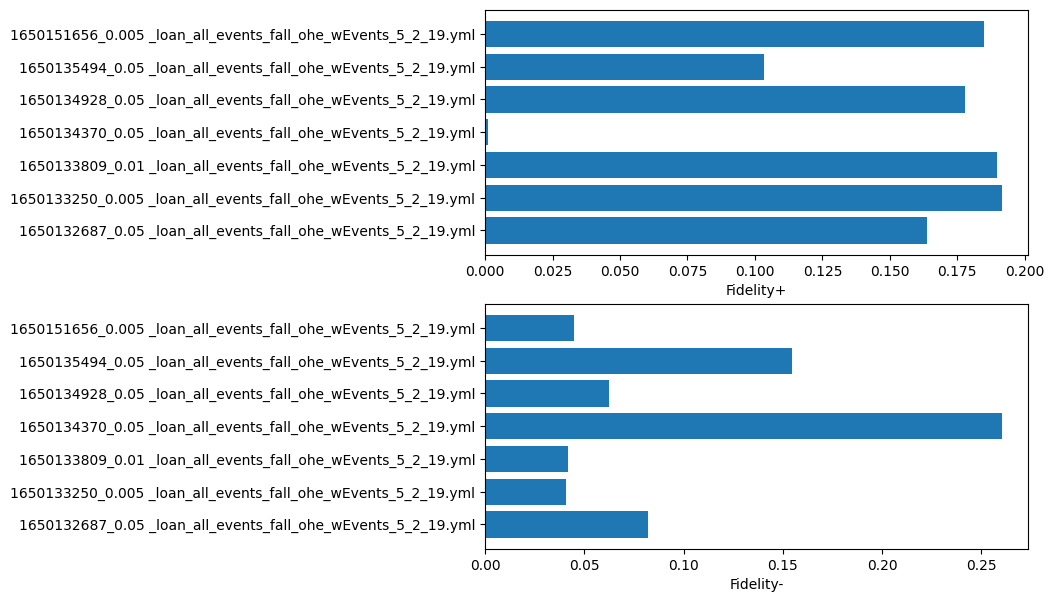 1650151656_0.005 _loan_all_events_fall_ohe_wEvents_5_2_19.yml
1650135494_0.05 _loan_all_events_fall_ohe_wEvents_5_2_19.yml
1650134928_0.05 _loan_all_events_fall_ohe_wEvents_5_2_19.yml
1650134370_0.05 _loan_all_events_fall_ohe_wEvents_5_2_19.yml
1650133809_0.01 _loan_all_events_fall_ohe_wEvents_5_2_19.yml
1650133250_0.005 _loan_all_events_fall_ohe_wEvents_5_2_19.yml
1650132687_0.05 _loan_all_events_fall_ohe_wEvents_5_2_19.yml
0.000 0.025 0.050 0.075 0.100 0.125 0.150 0.175 0.200
Fidelity+
1650151656_0.005 _loan_all_events_fall_ohe_wEvents_5_2_19.yml
1650135494_0.05 _loan_all_events_fall_ohe_wEvents_5_2_19.yml
1650134928_0.05 _loan_all_events_fall_ohe_wEvents_5_2_19.yml
1650134370_0.05 _loan_all_events_fall_ohe_wEvents_5_2_19.yml
1650133809_0.01 _loan_all_events_fall_ohe_wEvents_5_2_19.yml
1650133250_0.005 _loan_all_events_fall_ohe_wEvents_5_2_19.yml
1650132687_0.05 _loan_all_events_fall_ohe_wEvents_5_2_19.yml
0.00 0.05 0.10 0.15 0.20 0.25
Fidelity-